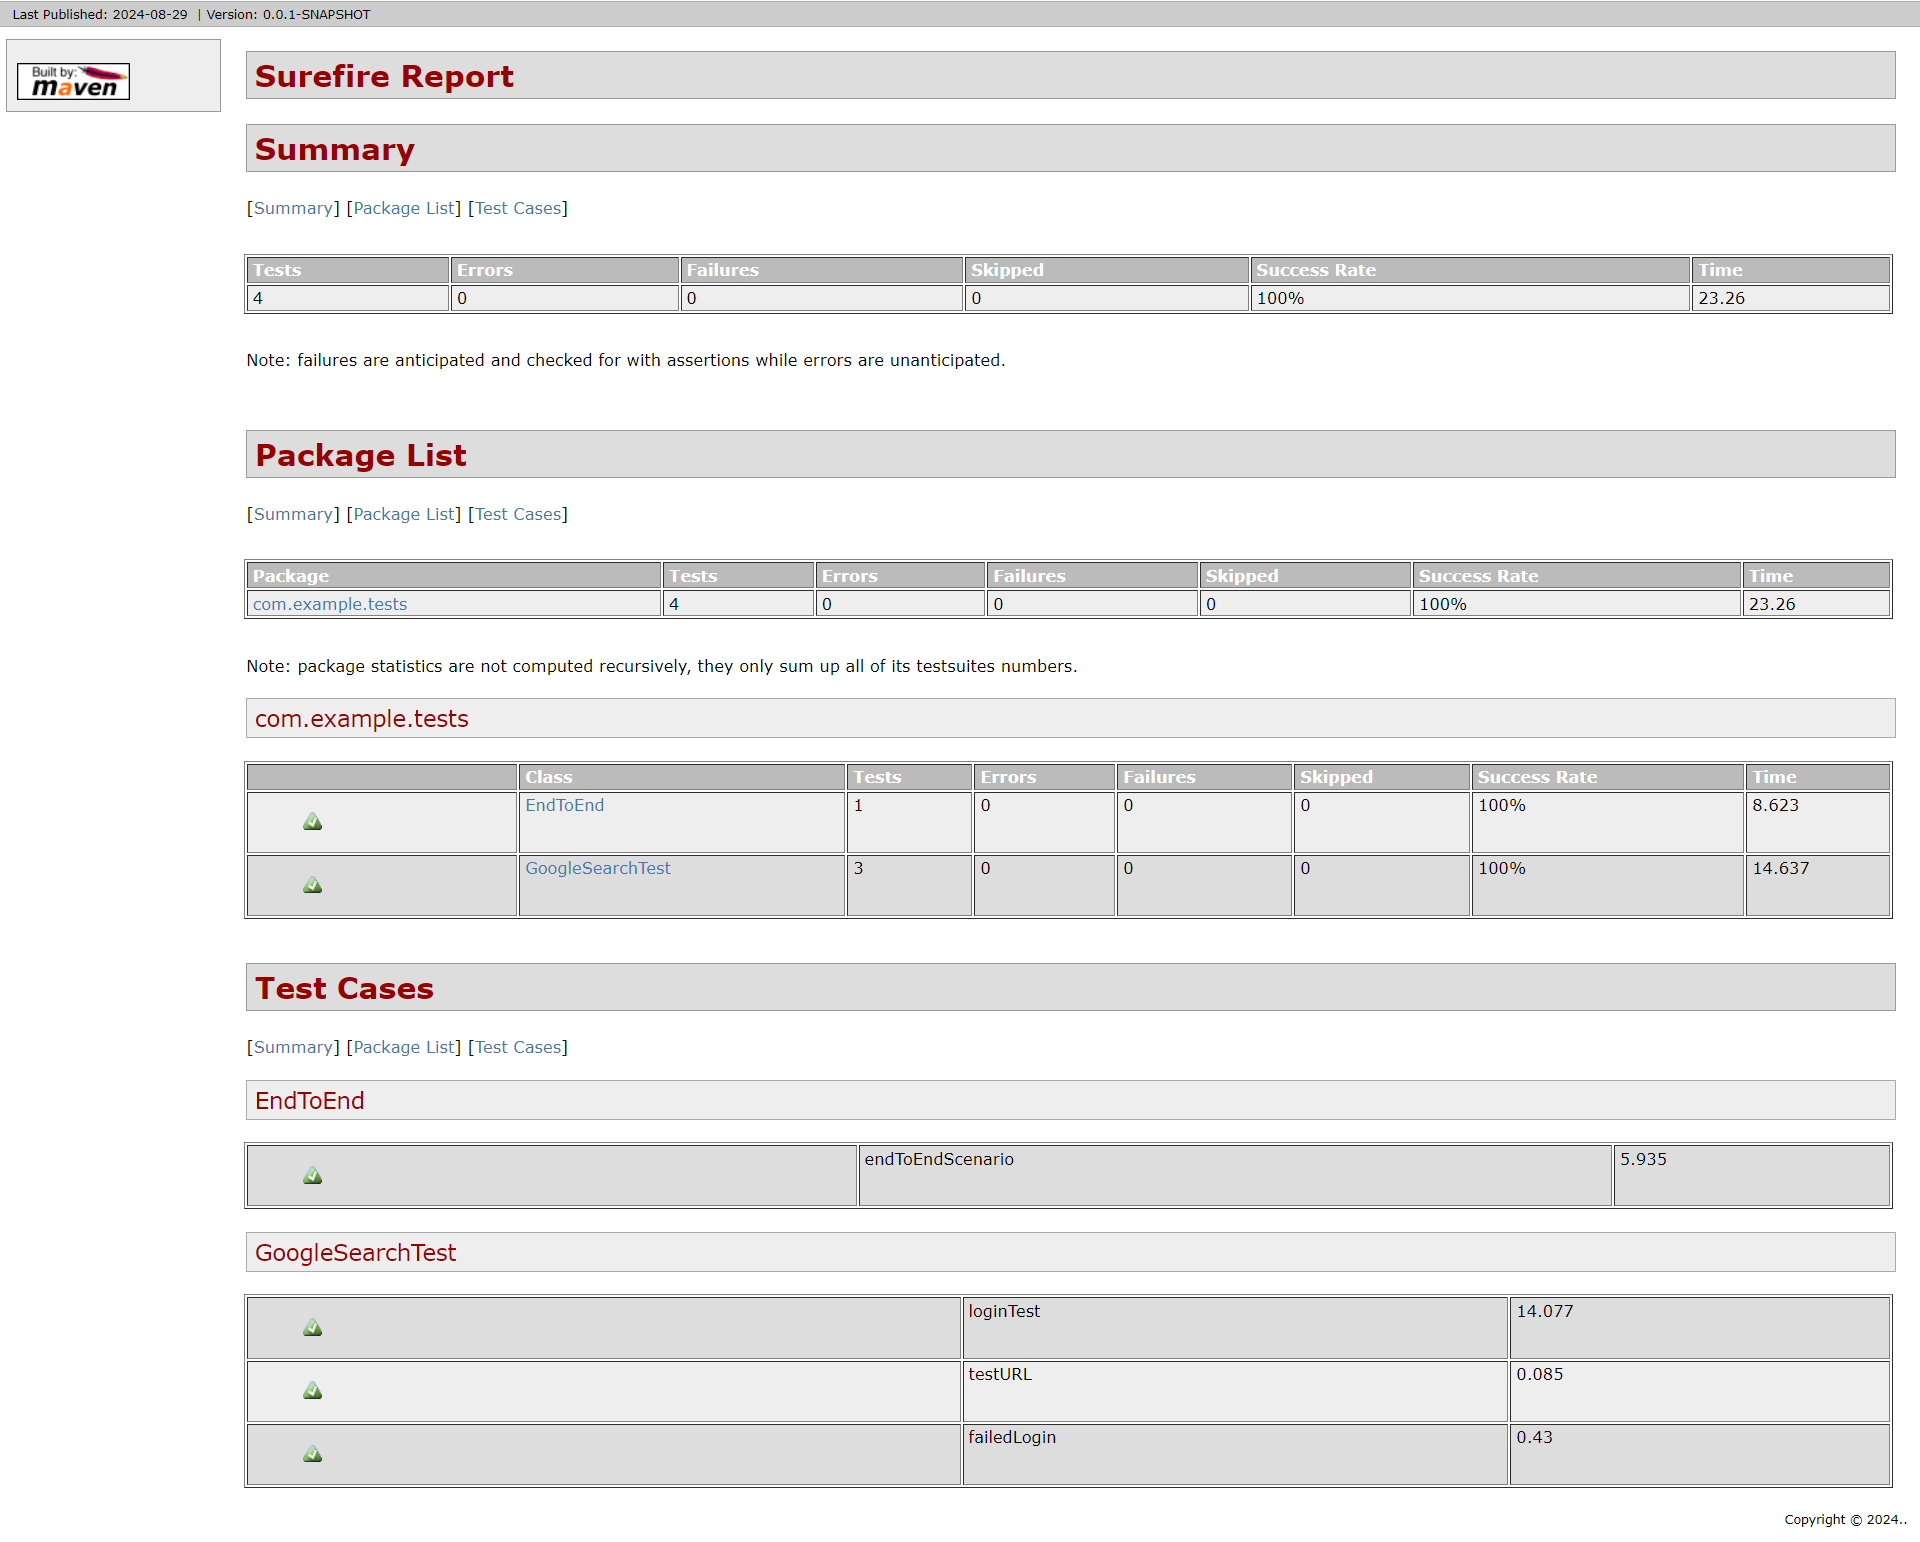 Last Published: 2024-08-29 | Version: 0.0.1-SNAPSHOT
Built by:
maven
Surefire Report
Summary
[Summary] [Package List] [Test Cases]
Tests Errors Failures Skipped Success Rate Time
4 0 0 0 100% 23.26
Note: failures are anticipated and checked for with assertions while errors are unanticipated.
Package List
[Summary] [Package List] [Test Cases]
Package Tests Errors Failures Skipped Success Rate Time
com.example.tests 4 0 0 0 100% 23.26
Note: package statistics are not computed recursively, they only sum up all of its testsuites numbers.
com.example.tests
Class Tests Errors Failures Skipped Success Rate Time
EndToEnd 1 0 0 0 100% 8.623
GoogleSearchTest 3 0 0 0 100% 14.637
Test Cases
[Summary] [Package List] [Test Cases]
EndToEnd
endToEndScenario 5.935
GoogleSearchTest
loginTest 14.077
testURL 0.085
failedLogin 0.43
Copyright © 2024..